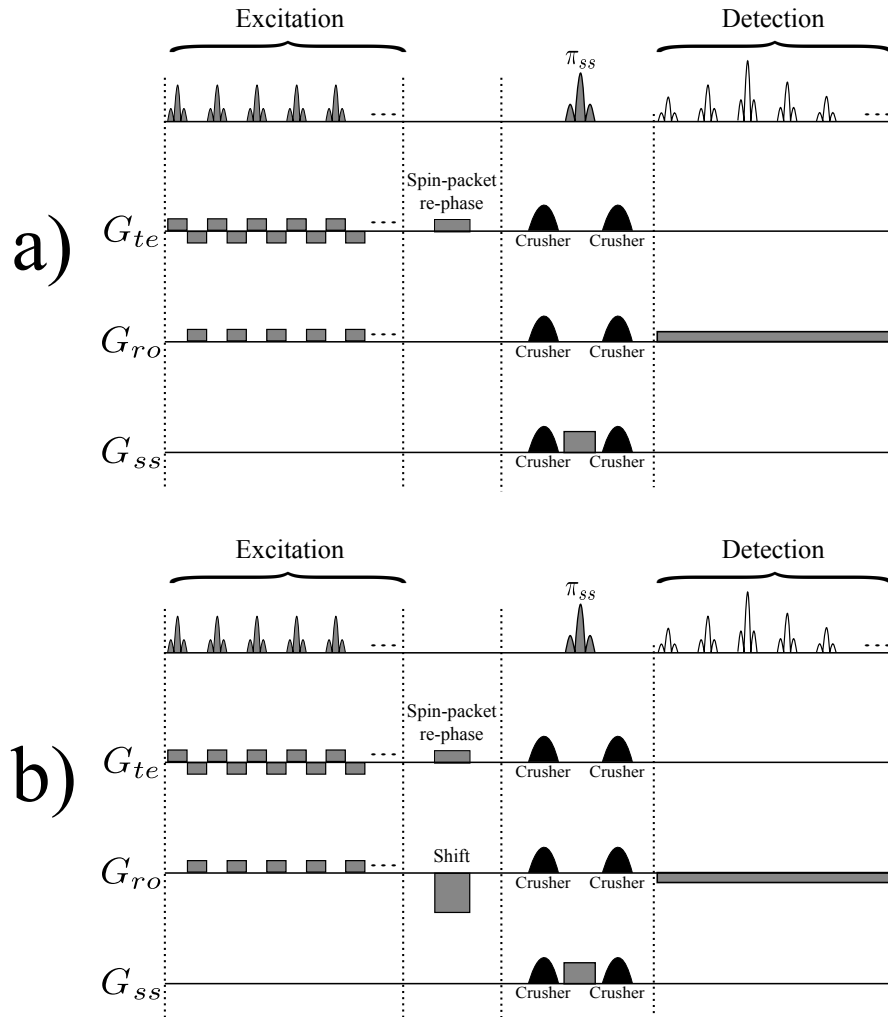 Excitation
Detection
π_ss
...
...
a)
Spin-packet
re-phase
G_te
...
Crusher
Crusher
G_ro
...
Crusher
Crusher
G_ss
Crusher
Crusher
Excitation
Detection
π_ss
...
...
b)
Spin-packet
re-phase
G_te
...
Crusher
Crusher
Shift
G_ro
...
Crusher
Crusher
G_ss
Crusher
Crusher